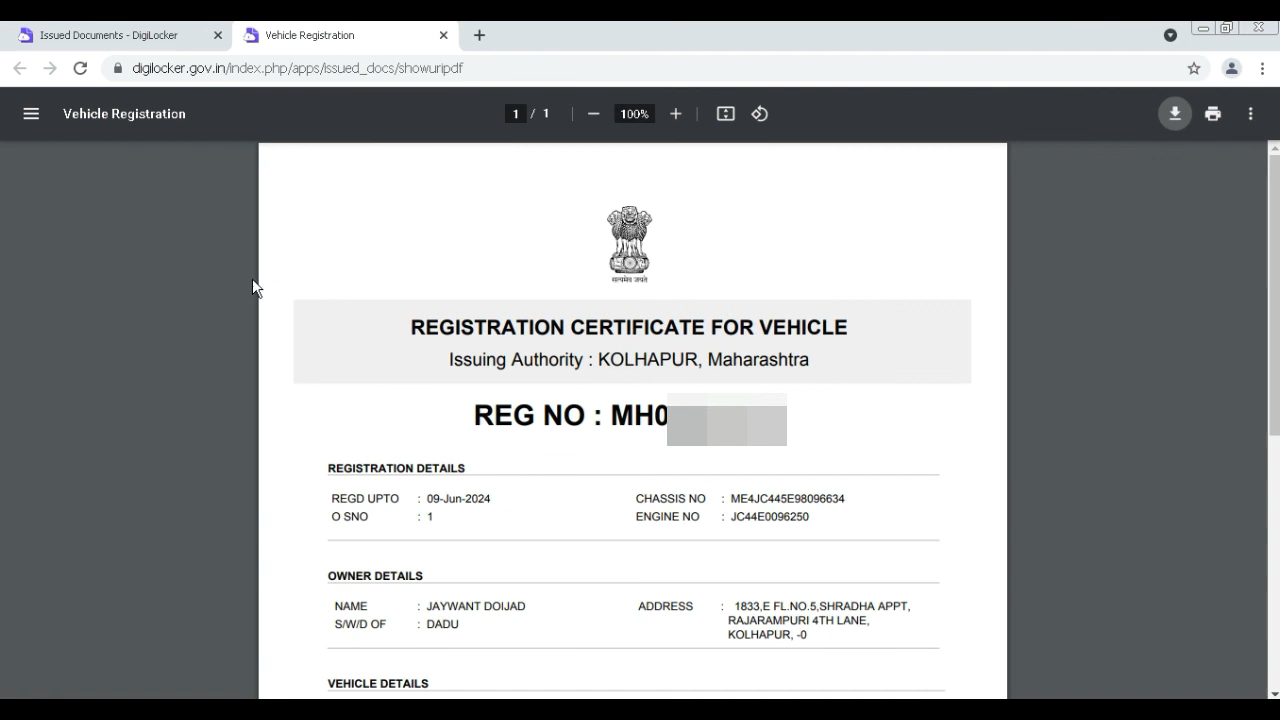 Issued Documents - DigiLocker
Vehicle Registration
digilocker.gov.in/index.php/apps/issued_docs/showuripdf
Vehicle Registration
1 / 1
100%
सत्यमेव जयते
REGISTRATION CERTIFICATE FOR VEHICLE
Issuing Authority : KOLHAPUR, Maharashtra
REG NO : MH0
REGISTRATION DETAILS
REGD UPTO : 09-Jun-2024 CHASSIS NO : ME4JC445E98096634
O SNO : 1 ENGINE NO : JC44E0096250
OWNER DETAILS
NAME : JAYWANT DOIJAD ADDRESS : 1833,E FL.NO.5,SHRADHA APPT,
RAJARAMPURI 4TH LANE,
S/W/D OF : DADU
KOLHAPUR, -0
VEHICLE DETAILS